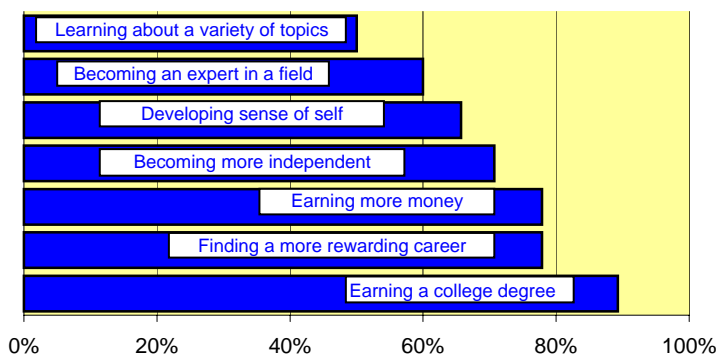 Learning about a variety of topics
Becoming an expert in a field
Developing sense of self
Becoming more independent
Earning more money
Finding a more rewarding career
Earning a college degree
0% 20% 40% 60% 80% 100%